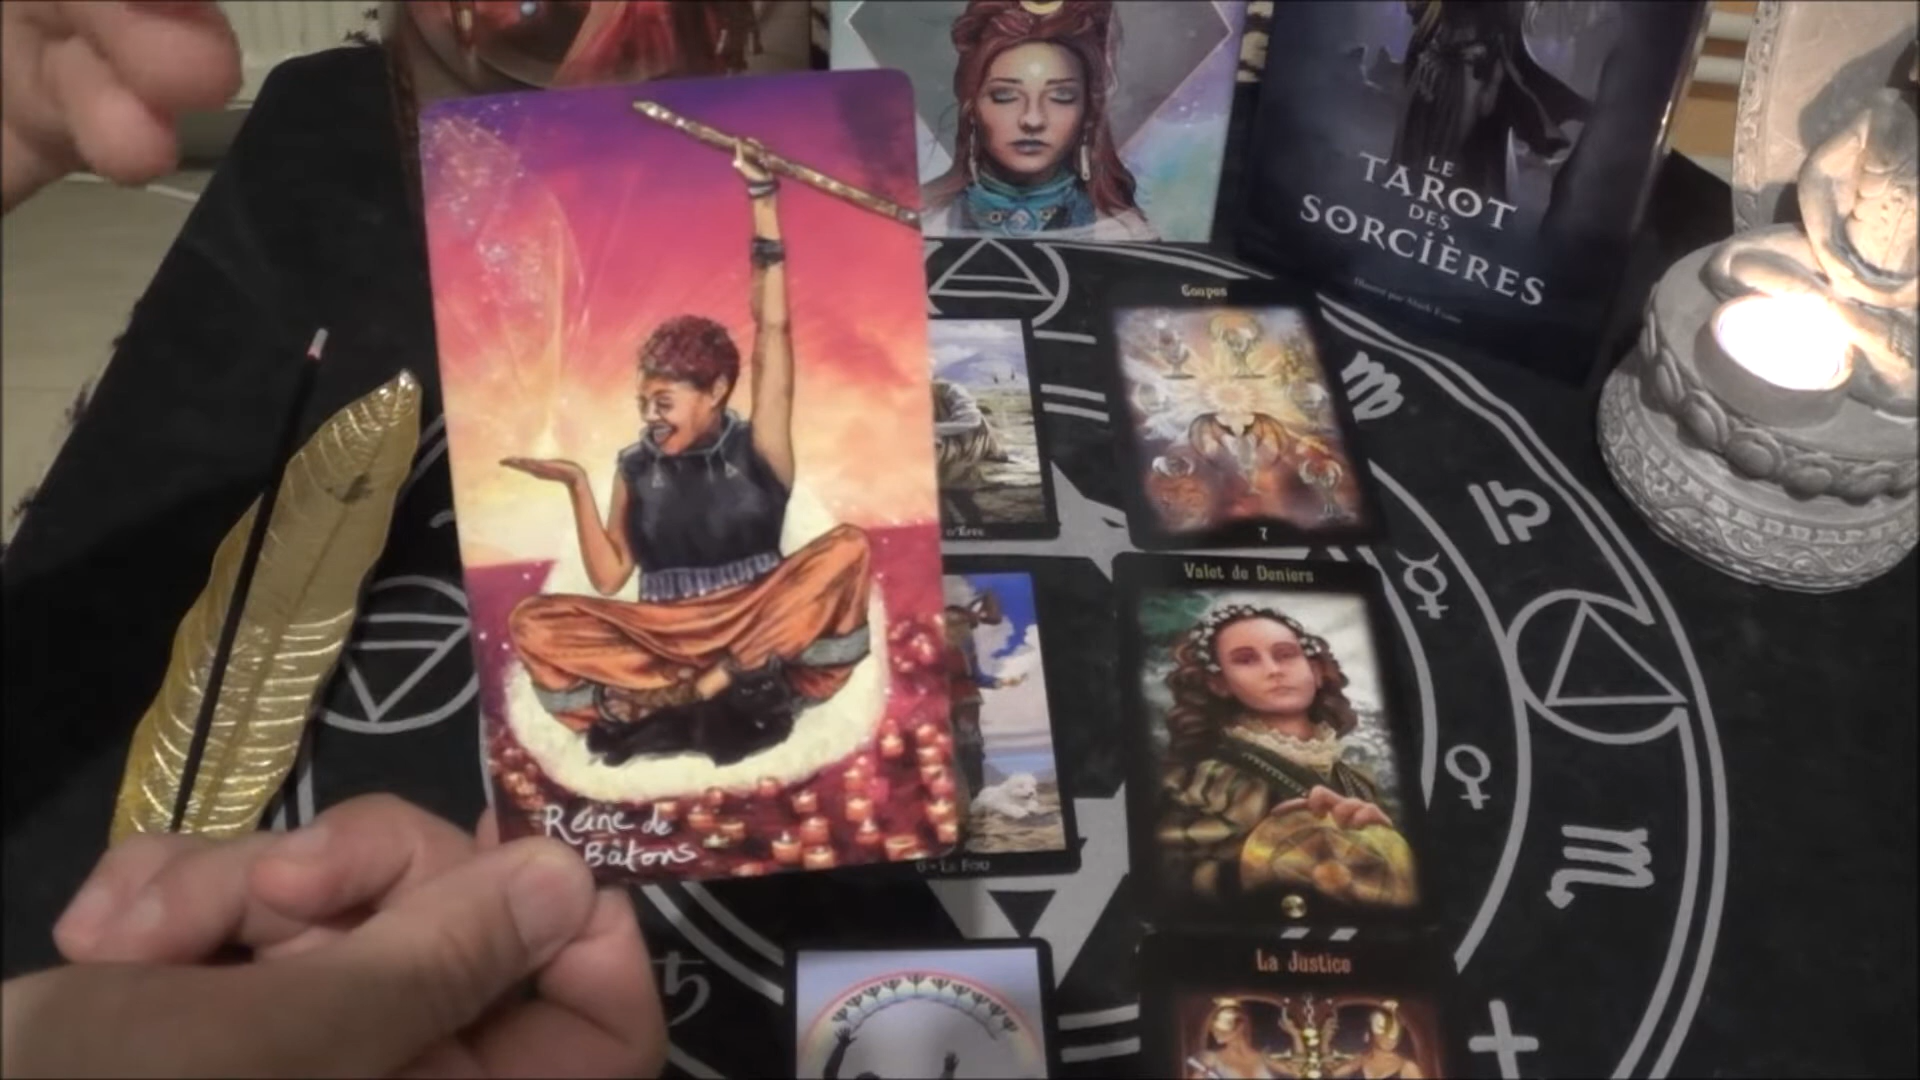 LE
TAROT
DES
SORCIÈRES
Coupes
7
Valet de Deniers
Reine de
Bâtons
0 - Le Fou
La Justice